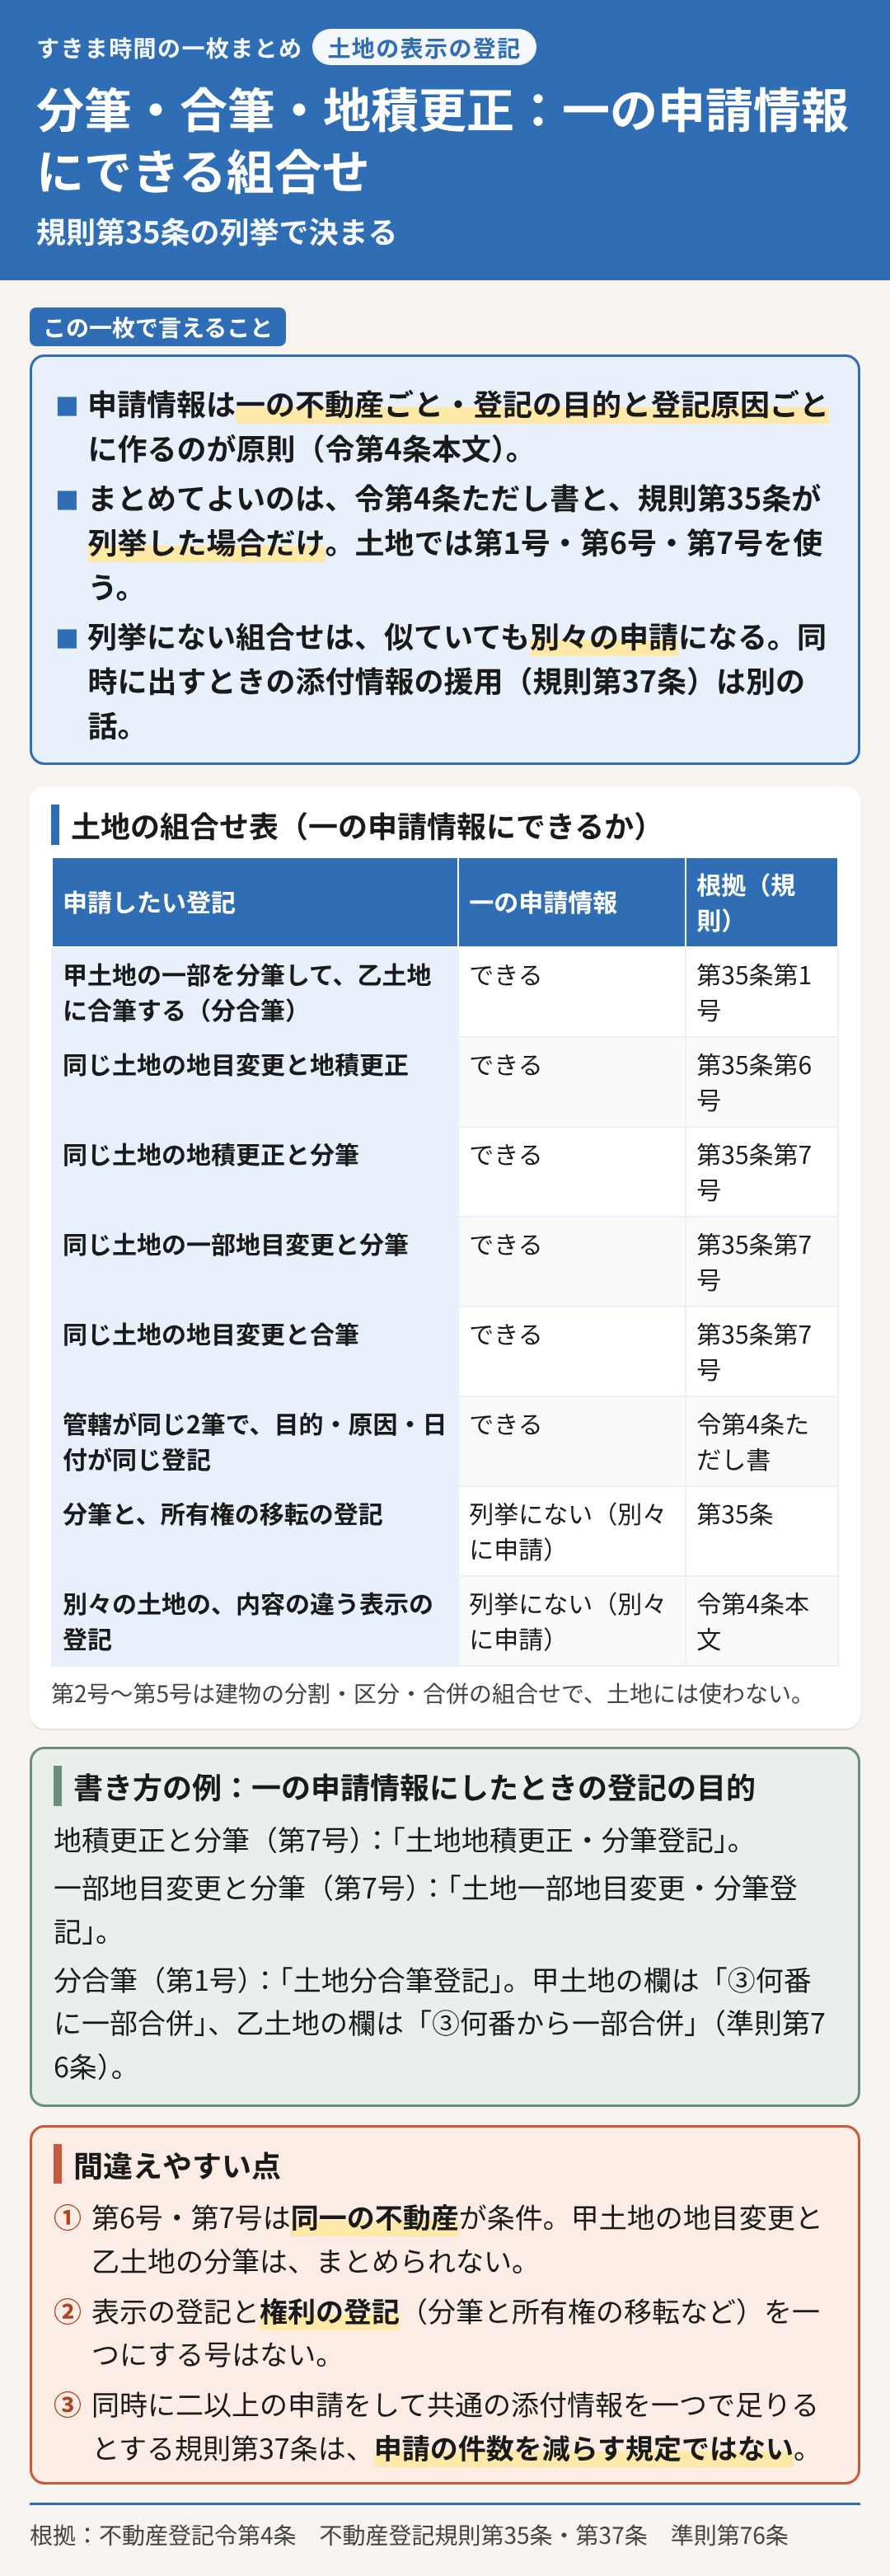 すきま時間の一枚まとめ 土地の表示の登記
分筆・合筆・地積更正：一の申請情報
にできる組合せ
規則第35条の列挙で決まる
この一枚で言えること
■ 申請情報は一の不動産ごと・登記の目的と登記原因ごと
に作るのが原則（令第4条本文）。
■ まとめてよいのは、令第4条ただし書と、規則第35条が
列挙した場合だけ。土地では第1号・第6号・第7号を使
う。
■ 列挙にない組合せは、似ていても別々の申請になる。同
時に出すときの添付情報の援用（規則第37条）は別の
話。
土地の組合せ表（一の申請情報にできるか）
申請したい登記 一の申請情報 根拠（規
則）
甲土地の一部を分筆して、乙土地 できる 第35条第1
に合筆する（分合筆） 号
同じ土地の地目変更と地積更正 できる 第35条第6
号
同じ土地の地積更正と分筆 できる 第35条第7
号
同じ土地の一部地目変更と分筆 できる 第35条第7
号
同じ土地の地目変更と合筆 できる 第35条第7
号
管轄が同じ2筆で、目的・原因・日 できる 令第4条た
付が同じ登記 だし書
分筆と、所有権の移転の登記 列挙にない（別々 第35条
に申請）
別々の土地の、内容の違う表示の 列挙にない（別々 令第4条本
登記 に申請） 文
第2号〜第5号は建物の分割・区分・合併の組合せで、土地には使わない。
書き方の例：一の申請情報にしたときの登記の目的
地積更正と分筆（第7号）：「土地地積更正・分筆登記」。
一部地目変更と分筆（第7号）：「土地一部地目変更・分筆登
記」。
分合筆（第1号）：「土地分合筆登記」。甲土地の欄は「③何番
に一部合併」、乙土地の欄は「③何番から一部合併」（準則第7
6条）。
間違えやすい点
① 第6号・第7号は同一の不動産が条件。甲土地の地目変更と
乙土地の分筆は、まとめられない。
② 表示の登記と権利の登記（分筆と所有権の移転など）を一
つにする号はない。
③ 同時に二以上の申請をして共通の添付情報を一つで足りる
とする規則第37条は、申請の件数を減らす規定ではない。
根拠：不動産登記令第4条　不動産登記規則第35条・第37条　準則第76条